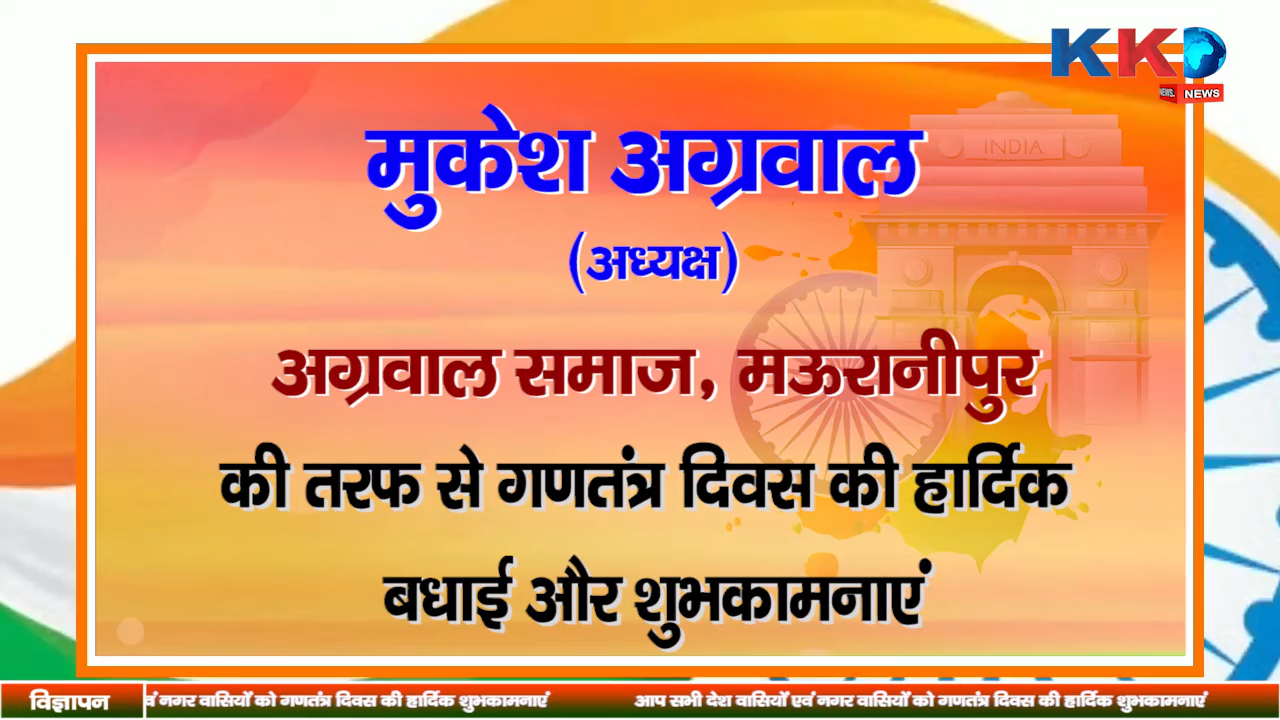 KKD
NEWS.
NEWS
INDIA
मुकेश अग्रवाल
(अध्यक्ष)
अग्रवाल समाज, मऊरानीपुर
की तरफ से गणतंत्र दिवस की हार्दिक
बधाई और शुभकामनाएं
विज्ञापन
वं नगर वासियों को गणतंत्र दिवस की हार्दिक शुभकामनाएं
आप सभी देश वासियों एवं नगर वासियों को गणतंत्र दिवस की हार्दिक शुभकामनाएं